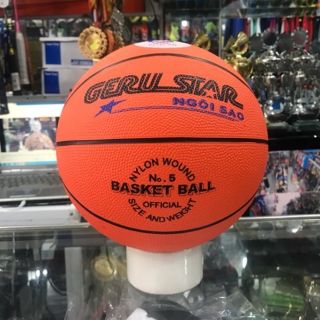 GERU STAR
NGÔI SAO
NYLON WOUND
No. 5
BASKET BALL
OFFICIAL
SIZE AND WEIGHT